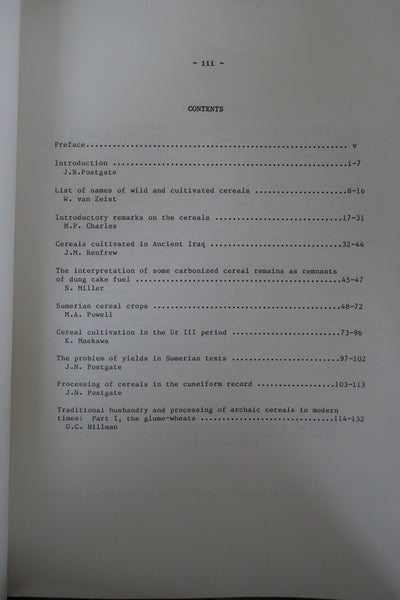 - iii -
CONTENTS
Preface.............................................................. v
Introduction ........................................................1-7
J.N.Postgate
List of names of wild and cultivated cereals ......................8-16
W. van Zeist
Introductory remarks on the cereals ..............................17-31
M.P. Charles
Cereals cultivated in Ancient Iraq ...............................32-44
J.M. Renfrew
The interpretation of some carbonized cereal remains as remnants
of dung cake fuel .................................................45-47
N. Miller
Sumerian cereal crops ............................................48-72
M.A. Powell
Cereal cultivation in the Ur III period ..........................73-96
K. Maekawa
The problem of yields in Sumerian texts ..........................97-102
J.N. Postgate
Processing of cereals in the cuneiform record ...................103-113
J.N. Postgate
Traditional husbandry and processing of archaic cereals in modern
times: Part 1, the glume-wheats ................................114-152
G.C. Hillman